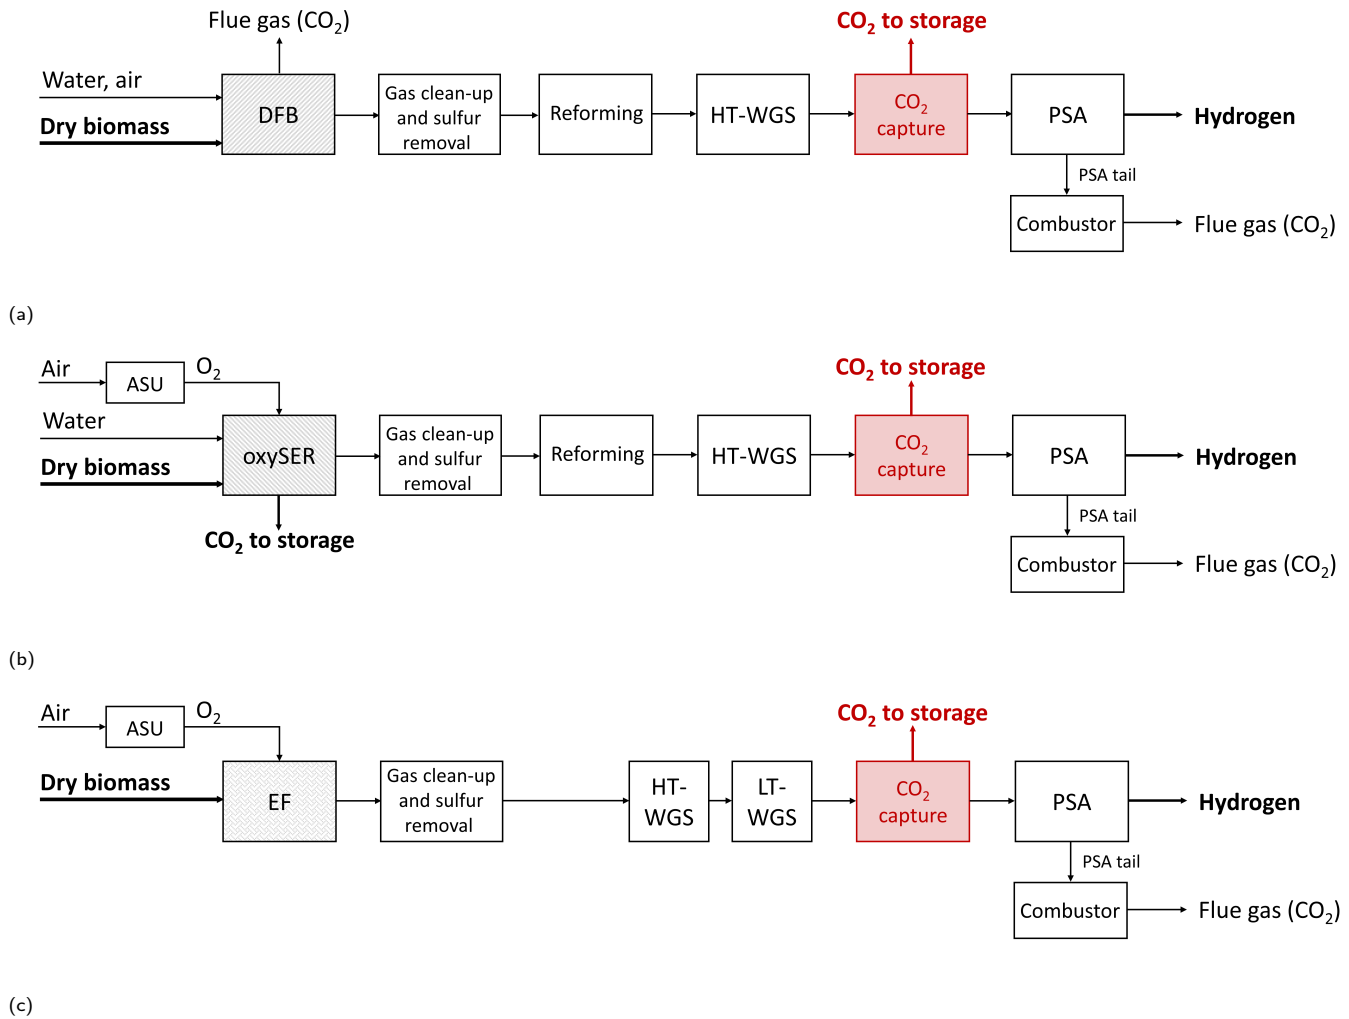 Flue gas (CO₂)
CO₂ to storage
Water, air
Dry biomass
DFB
Gas clean-up
and sulfur
removal
Reforming
HT-WGS
CO₂
capture
PSA
Hydrogen
PSA tail
Combustor
Flue gas (CO₂)
(a)
Air
ASU
O₂
CO₂ to storage
Water
Dry biomass
oxySER
Gas clean-up
and sulfur
removal
Reforming
HT-WGS
CO₂
capture
PSA
Hydrogen
PSA tail
CO₂ to storage
Combustor
Flue gas (CO₂)
(b)
Air
ASU
O₂
CO₂ to storage
Dry biomass
EF
Gas clean-up
and sulfur
removal
HT-
WGS
LT-
WGS
CO₂
capture
PSA
Hydrogen
PSA tail
Combustor
Flue gas (CO₂)
(c)